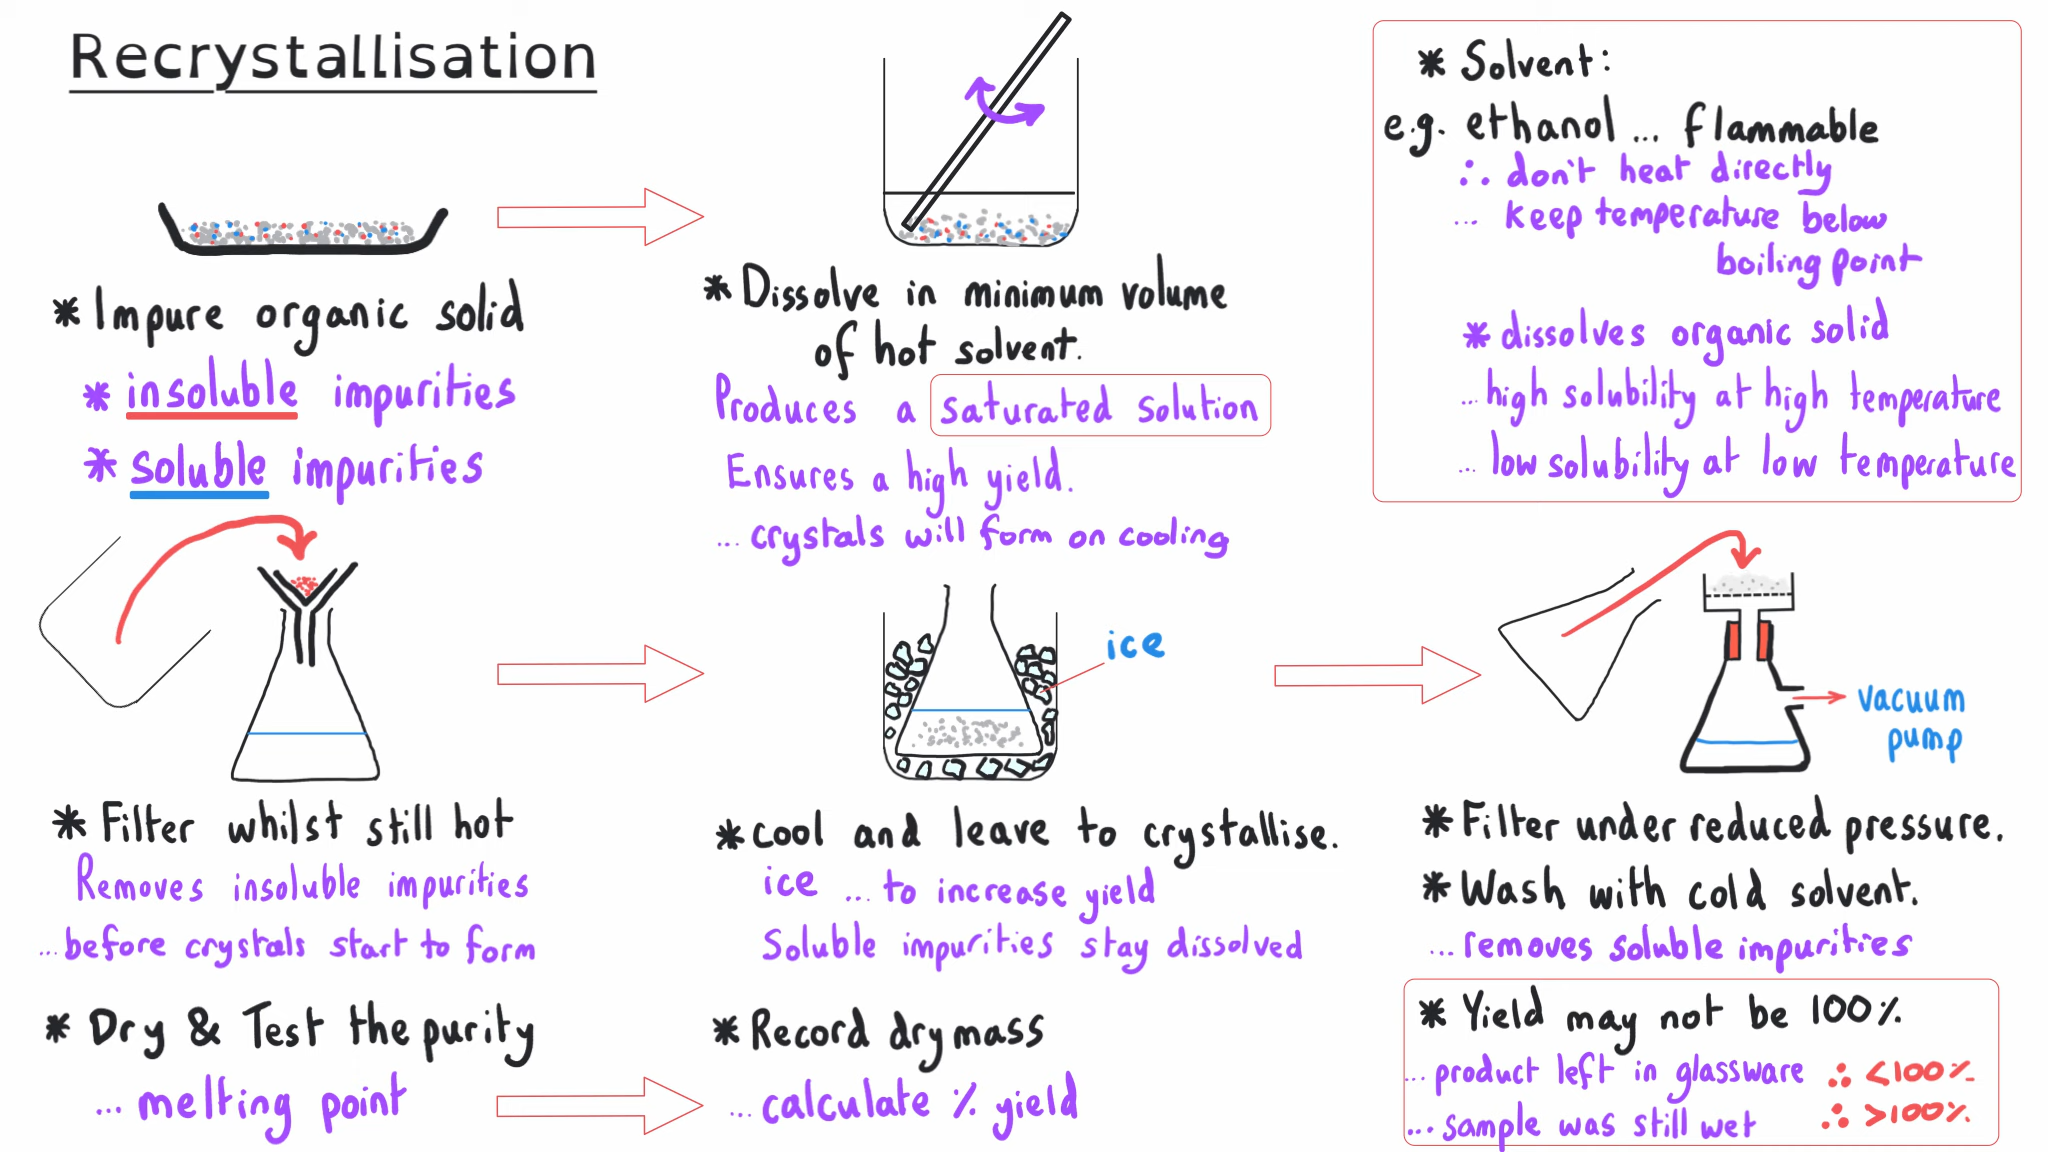 Recrystallisation
* Impure organic solid
* insoluble impurities
* soluble impurities
* Dissolve in minimum volume
of hot solvent.
Produces a saturated solution
Ensures a high yield.
... crystals will form on cooling
* Solvent:
e.g. ethanol ... flammable
∴ don't heat directly
... keep temperature below
boiling point
* dissolves organic solid
... high solubility at high temperature
... low solubility at low temperature
* Filter whilst still hot
Removes insoluble impurities
... before crystals start to form
ice
* cool and leave to crystallise.
ice ... to increase yield
Soluble impurities stay dissolved
vacuum
pump
* Filter under reduced pressure.
* Wash with cold solvent.
... removes soluble impurities
* Dry & Test the purity
... melting point
* Record dry mass
... calculate % yield
* Yield may not be 100%
... product left in glassware ∴ <100%
... sample was still wet ∴ >100%